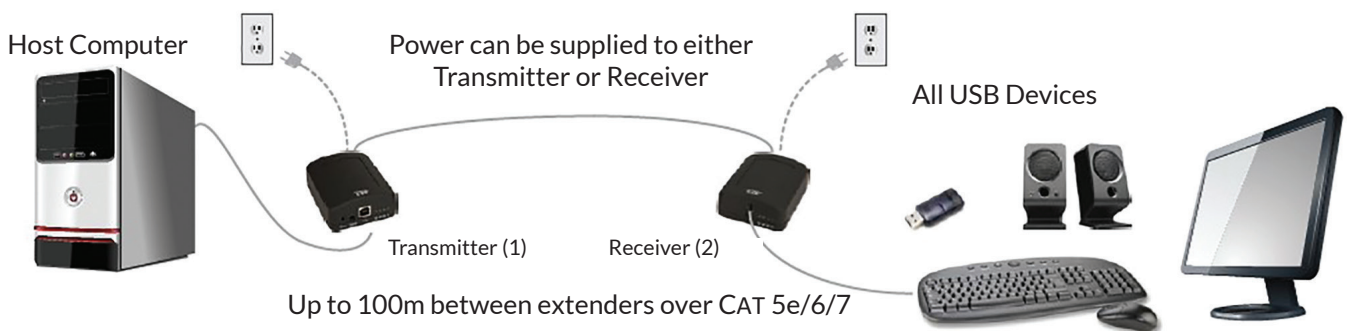 Host Computer
Power can be supplied to either
Transmitter or Receiver
All USB Devices
Transmitter (1)
Receiver (2)
Up to 100m between extenders over CAT 5e/6/7